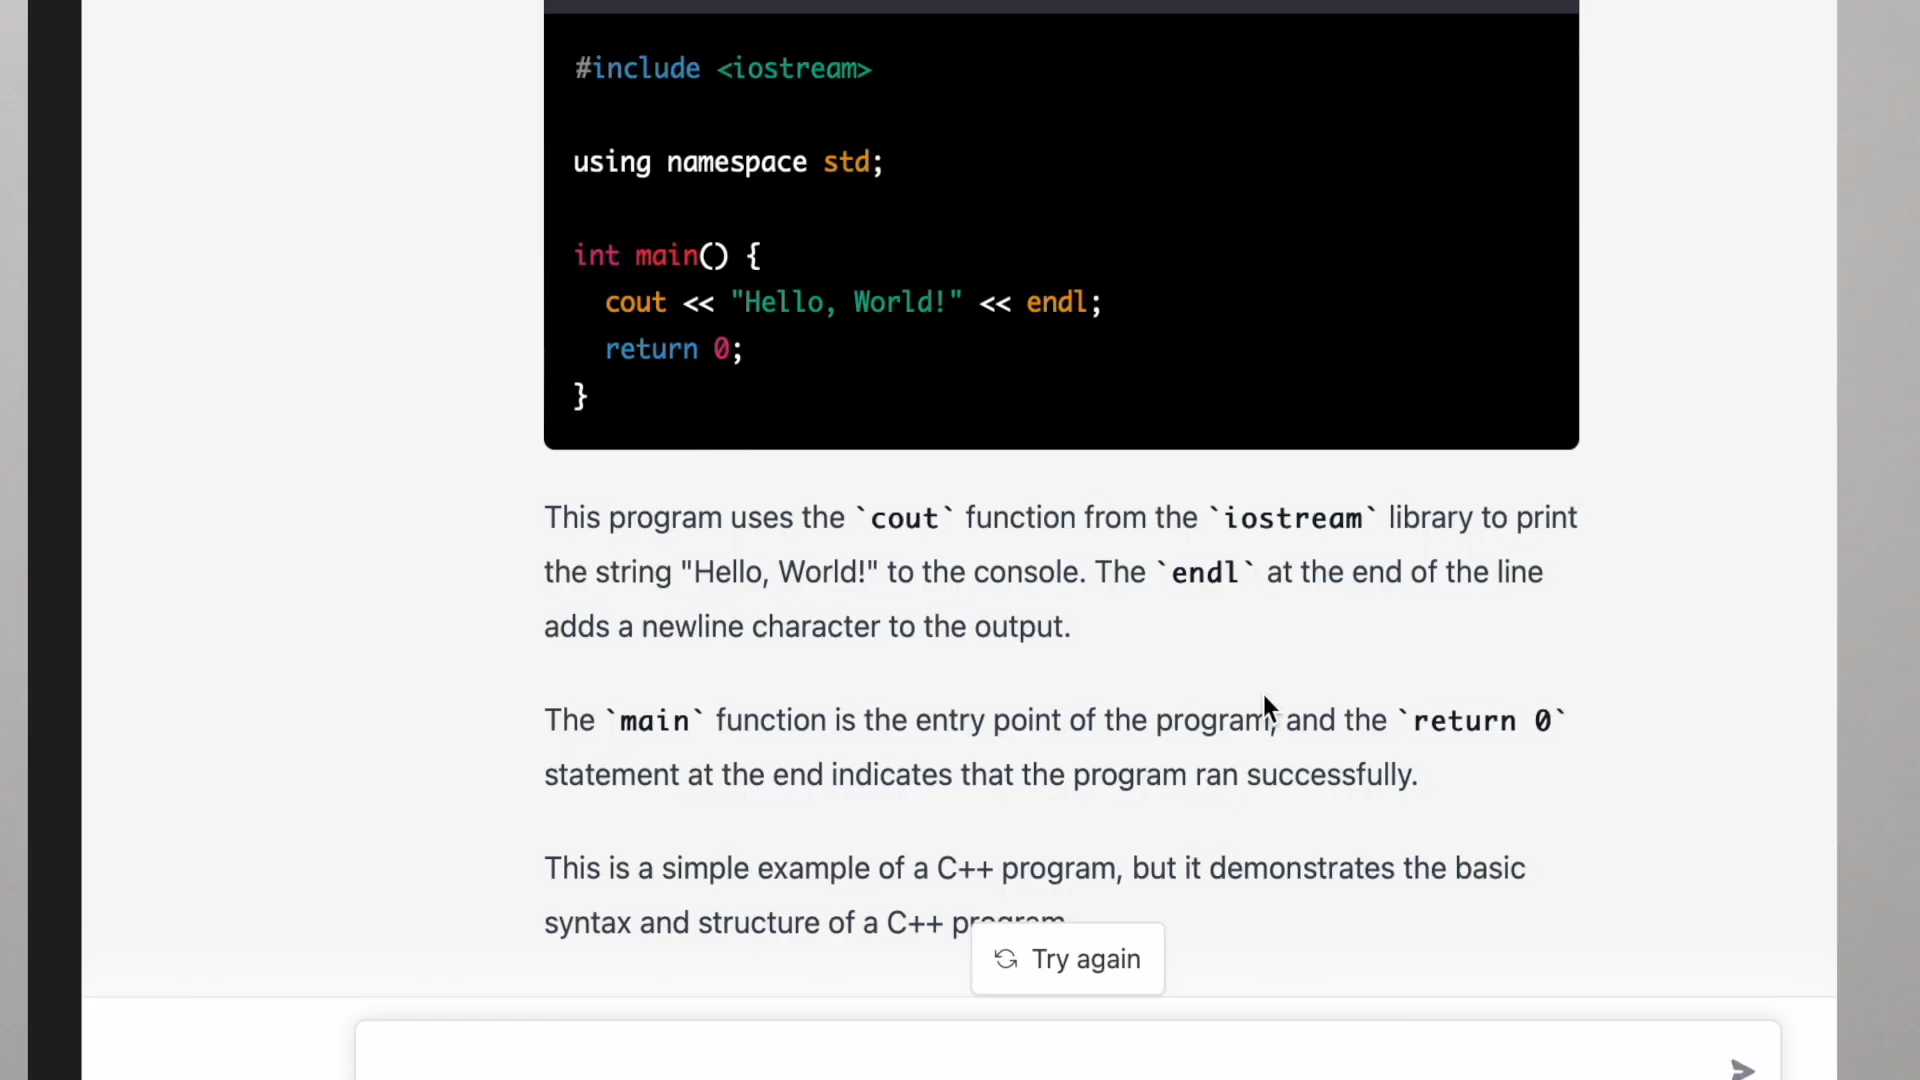 #include <iostream>
using namespace std;
int main() {
cout << "Hello, World!" << endl;
return 0;
}
This program uses the `cout` function from the `iostream` library to print
the string "Hello, World!" to the console. The `endl` at the end of the line
adds a newline character to the output.
The `main` function is the entry point of the program, and the `return 0`
statement at the end indicates that the program ran successfully.
This is a simple example of a C++ program, but it demonstrates the basic
syntax and structure of a C++ program.
Try again